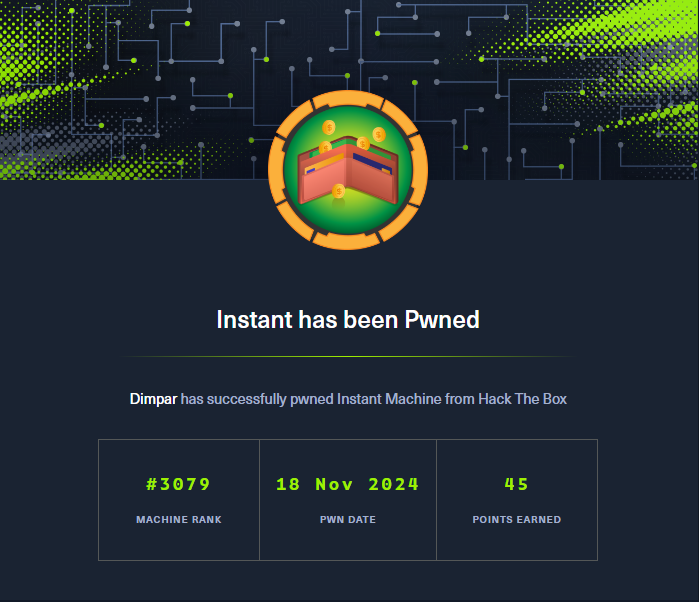 Instant has been Pwned
Dimpar has successfully pwned Instant Machine from Hack The Box
#3079 18 Nov 2024 45
MACHINE RANK PWN DATE POINTS EARNED